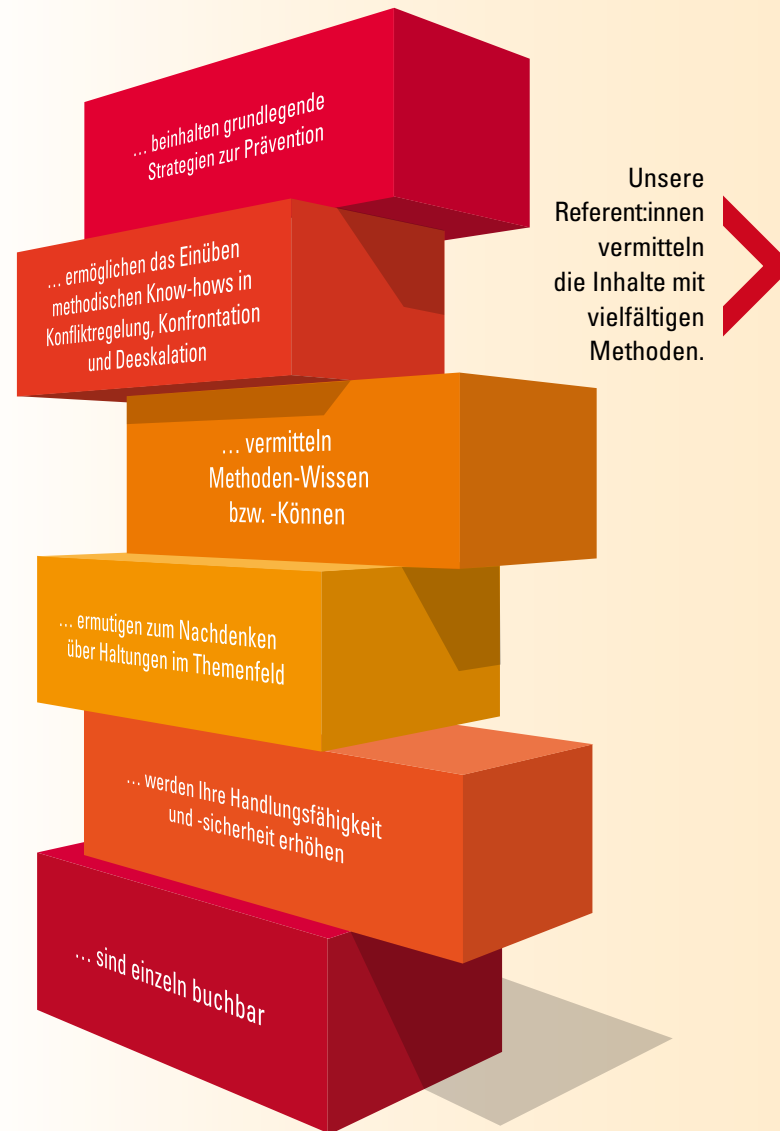 … beinhalten grundlegende
Strategien zur Prävention
Unsere
Referent:innen
vermitteln
die Inhalte mit
vielfältigen
Methoden.
… ermöglichen das Einüben
methodischen Know-hows in
Konfliktregelung, Konfrontation
und Deeskalation
… vermitteln
Methoden-Wissen
bzw. -Können
… ermutigen zum Nachdenken
über Haltungen im Themenfeld
… werden Ihre Handlungsfähigkeit
und -sicherheit erhöhen
… sind einzeln buchbar